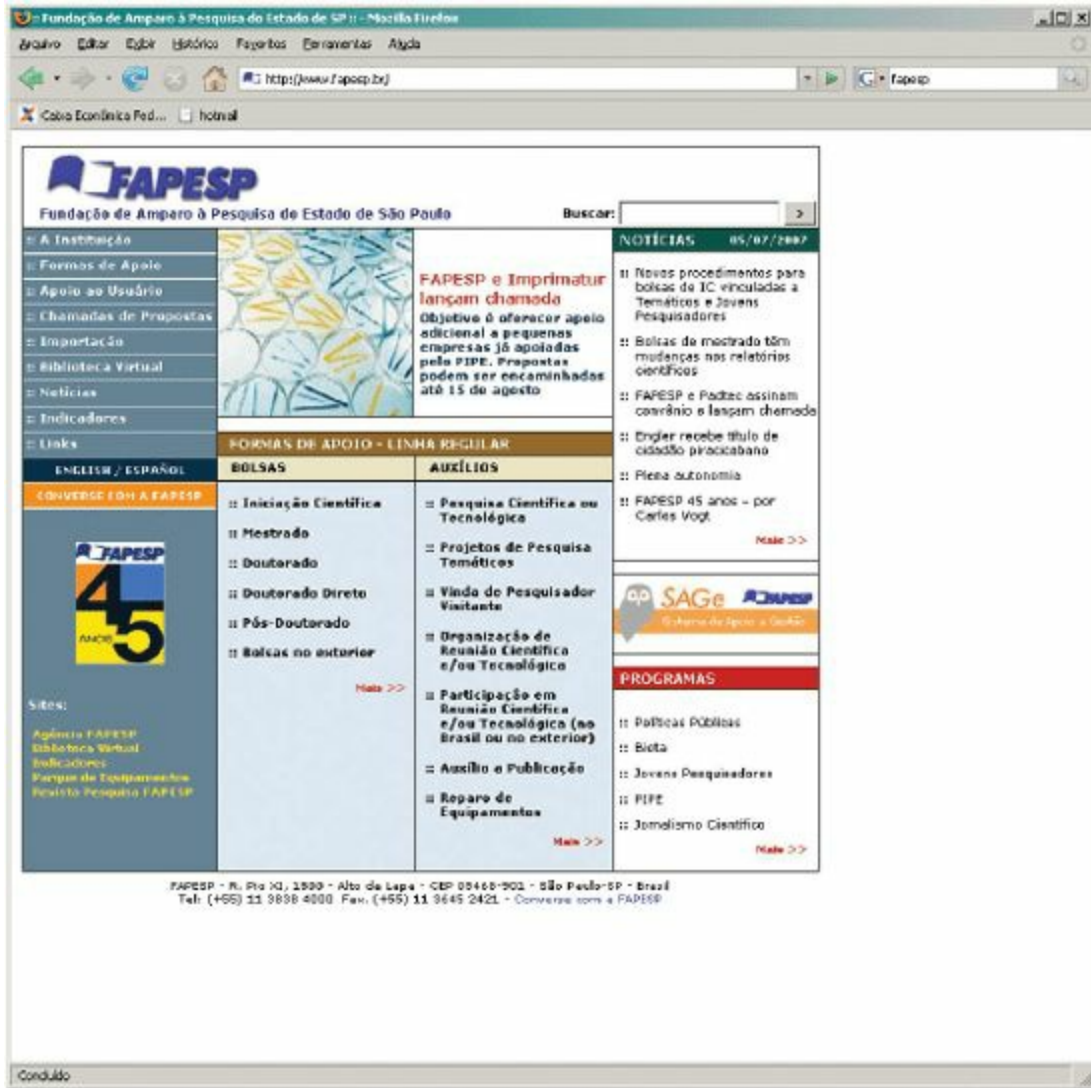 :: Fundação de Amparo à Pesquisa do Estado de SP :: - Mozilla Firefox
Arquivo Editar Exibir Histórico Favoritos Ferramentas Ajuda
http://www.fapesp.br/
fapesp
Caixa Econômica Fed... hotmail
FAPESP
Fundação de Amparo à Pesquisa do Estado de São Paulo
Buscar: >
:: A Instituição
:: Formas de Apoio
:: Apoio ao Usuário
:: Chamadas de Propostas
:: Importação
:: Biblioteca Virtual
:: Notícias
:: Indicadores
:: Links
ENGLISH / ESPAÑOL
CONVERSE COM A FAPESP
FAPESP
45
ANOS
Sites:
Agência FAPESP
Biblioteca Virtual
Indicadores
Parque de Equipamentos
Revista Pesquisa FAPESP
FAPESP e Imprimatur
lançam chamada
Objetivo é oferecer apoio
adicional a pequenas
empresas já apoiadas
pelo PIPE. Propostas
podem ser encaminhadas
até 15 de agosto
FORMAS DE APOIO - LINHA REGULAR
BOLSAS
:: Iniciação Científica
:: Mestrado
:: Doutorado
:: Doutorado Direto
:: Pós-Doutorado
:: Bolsas no exterior
Mais >>
AUXÍLIOS
:: Pesquisa Científica ou
Tecnológica
:: Projetos de Pesquisa
Temáticos
:: Vinda de Pesquisador
Visitante
:: Organização de
Reunião Científica
e/ou Tecnológica
:: Participação em
Reunião Científica
e/ou Tecnológica (no
Brasil ou no exterior)
:: Auxílio a Publicação
:: Reparo de
Equipamentos
Mais >>
NOTÍCIAS 05/07/2007
:: Novos procedimentos para
bolsas de IC vinculadas a
Temáticos e Jovens
Pesquisadores
:: Bolsas de mestrado têm
mudanças nos relatórios
científicos
:: FAPESP e Padtec assinam
convênio e lançam chamada
:: Engler recebe título de
cidadão piracicabano
:: Plena autonomia
:: FAPESP 45 anos – por
Carlos Vogt
Mais >>
SAGe FAPESP
Sistema de Apoio a Gestão
PROGRAMAS
:: Políticas Públicas
:: Biota
:: Jovens Pesquisadores
:: PIPE
:: Jornalismo Científico
Mais >>
FAPESP - R. Pio XI, 1500 - Alto da Lapa - CEP 05468-901 - São Paulo-SP - Brasil
Tel: (+55) 11 3838 4000 Fax. (+55) 11 3645 2421 - Converse com a FAPESP
Concluído